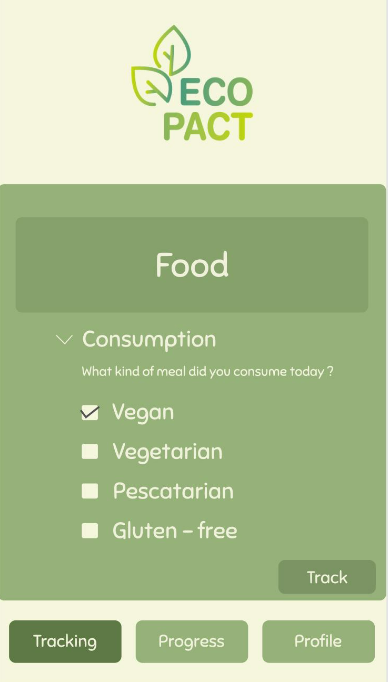 ECO
PACT
Food
Consumption
What kind of meal did you consume today ?
Vegan
Vegetarian
Pescatarian
Gluten - free
Track
Tracking Progress Profile